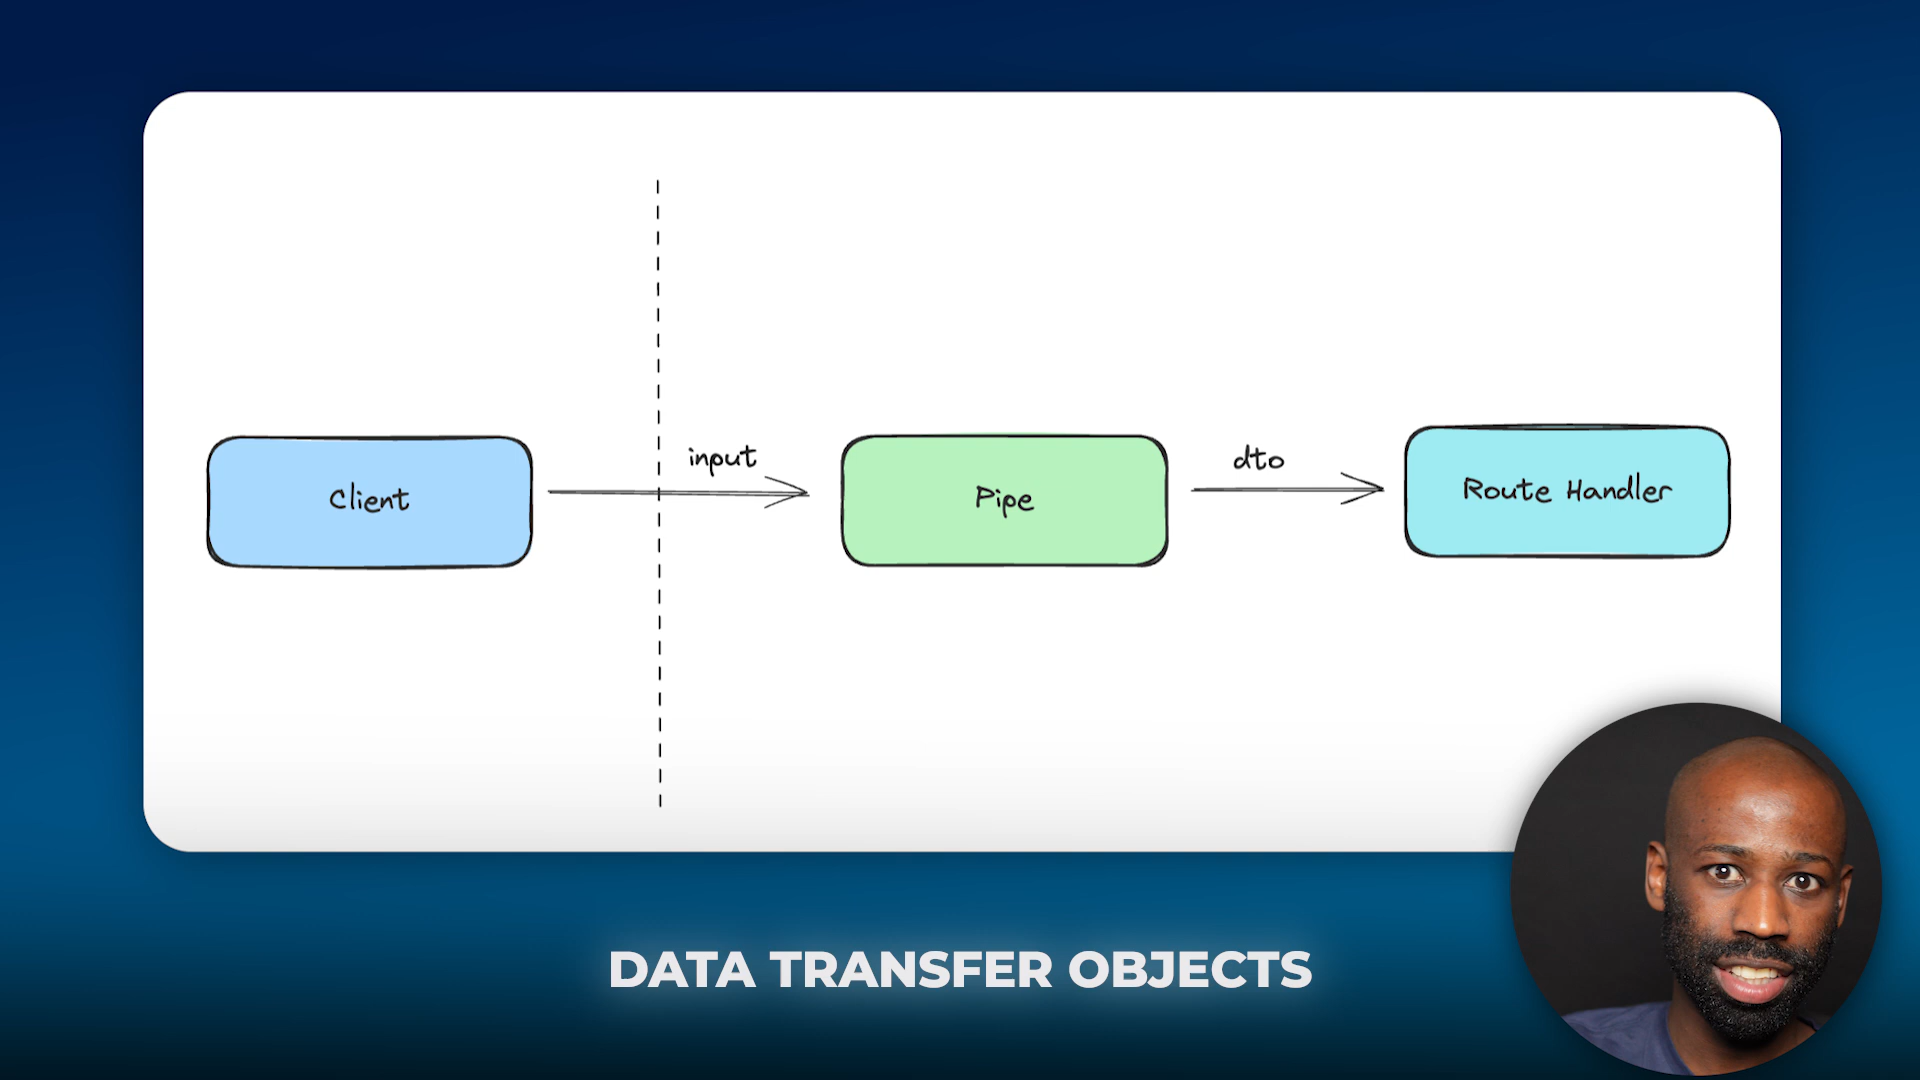 input
dto
Client
Pipe
Route Handler
DATA TRANSFER OBJECTS